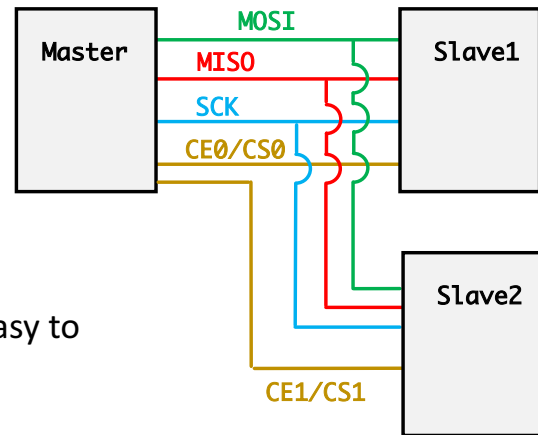 MOSI
Master
Slave1
MISO
SCK
CE0/CS0
Slave2
asy to
CE1/CS1